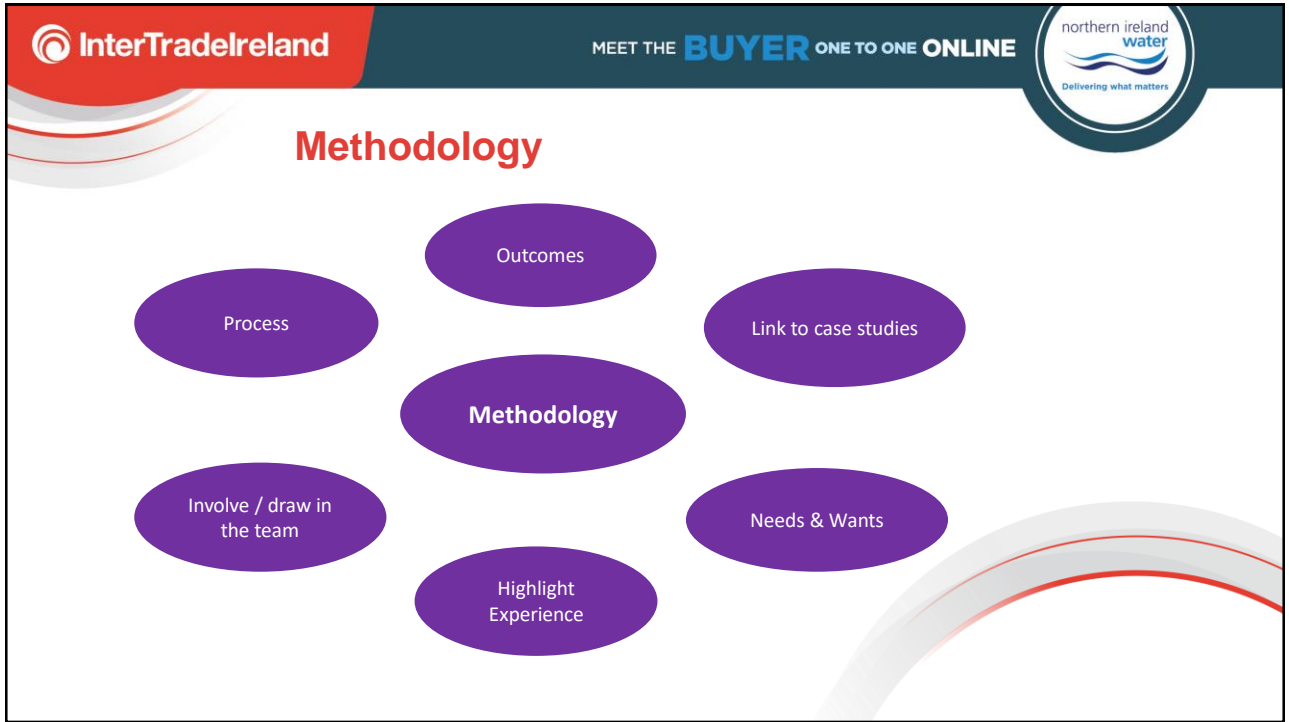 InterTradeIreland
MEET THE BUYER ONE TO ONE ONLINE
northern ireland
water
Delivering what matters
Methodology
Outcomes
Process
Link to case studies
Methodology
Involve / draw in
the team
Needs & Wants
Highlight
Experience